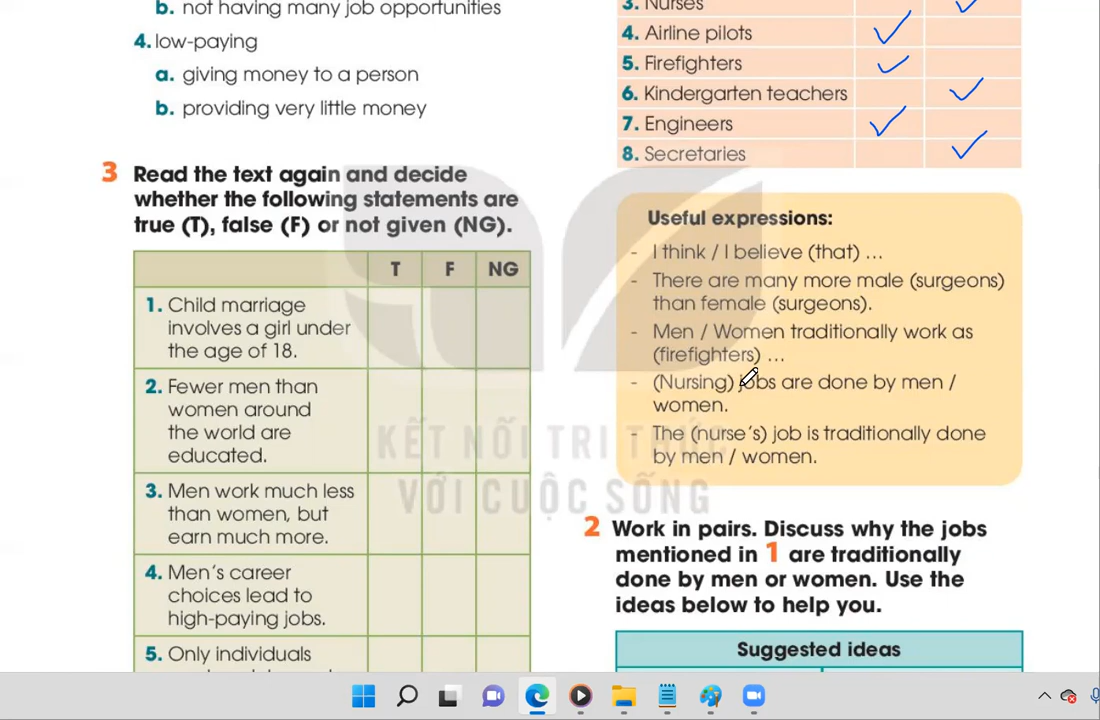 b. not having many job opportunities
4. low-paying
a. giving money to a person
b. providing very little money
3 Read the text again and decide
whether the following statements are
true (T), false (F) or not given (NG).
T F NG
1. Child marriage
involves a girl under
the age of 18.
2. Fewer men than
women around
the world are
educated.
3. Men work much less
than women, but
earn much more.
4. Men's career
choices lead to
high-paying jobs.
5. Only individuals
3. Nurses
4. Airline pilots
5. Firefighters
6. Kindergarten teachers
7. Engineers
8. Secretaries
Useful expressions:
- I think / I believe (that) ...
- There are many more male (surgeons)
than female (surgeons).
- Men / Women traditionally work as
(firefighters) ...
- (Nursing) jobs are done by men /
women.
- The (nurse's) job is traditionally done
by men / women.
2 Work in pairs. Discuss why the jobs
mentioned in 1 are traditionally
done by men or women. Use the
ideas below to help you.
Suggested ideas
KẾT NỐI TRI THỨC
VỚI CUỘC SỐNG